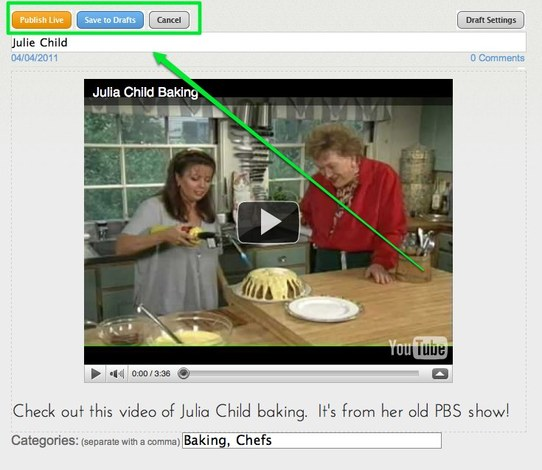 Publish Live Save to Drafts Cancel Draft Settings
Julie Child
04/04/2011 0 Comments
Julia Child Baking
YouTube
0:00 / 3:36
Check out this video of Julia Child baking. It's from her old PBS show!
Categories: (separate with a comma) Baking, Chefs